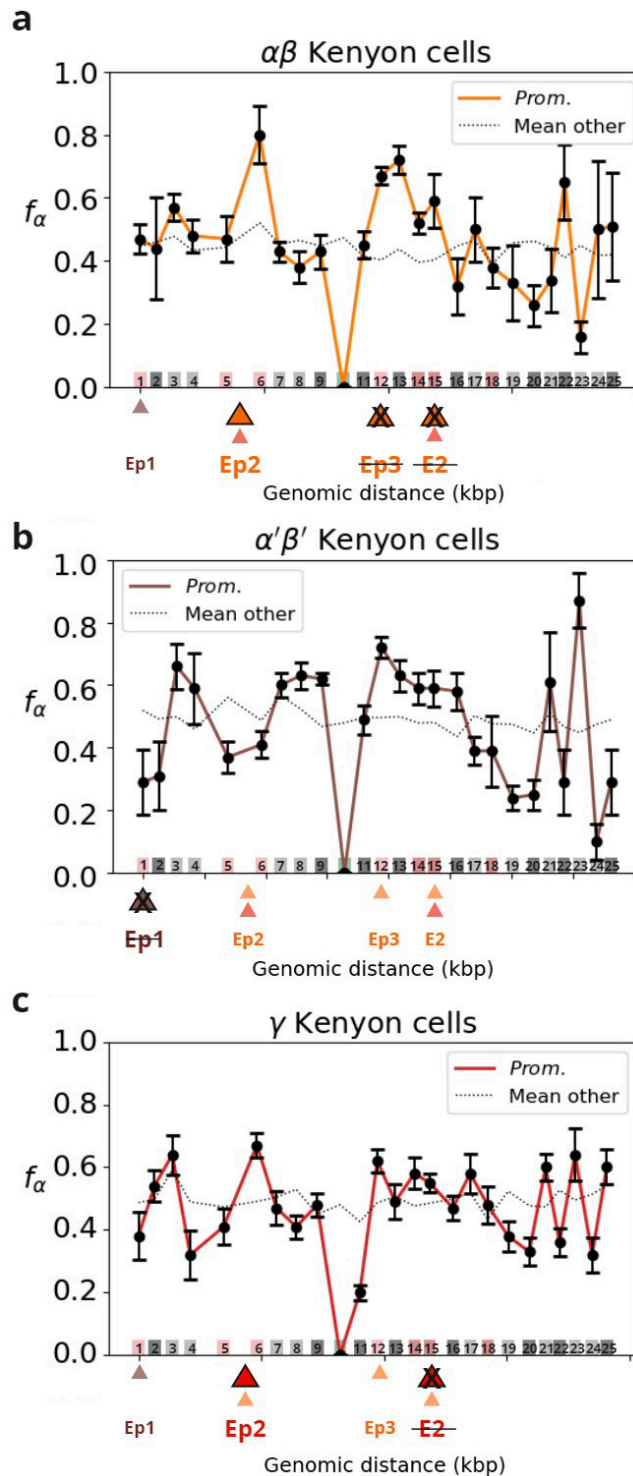 a
αβ Kenyon cells
1.0
0.8
0.6
0.4
0.2
0.0
fα
Prom.
Mean other
1 2 3 4 5 6 7 8 9 11 12 13 14 15 16 17 18 19 20 21 22 23 24 25
Ep1 Ep2 Ep3 E2
Genomic distance (kbp)
b
α′β′ Kenyon cells
1.0
0.8
0.6
0.4
0.2
0.0
fα
Prom.
Mean other
1 2 3 4 5 6 7 8 9 11 12 13 14 15 16 17 18 19 20 21 22 23 24 25
Ep1 Ep2 Ep3 E2
Genomic distance (kbp)
c
γ Kenyon cells
1.0
0.8
0.6
0.4
0.2
0.0
fα
Prom.
Mean other
1 2 3 4 5 6 7 8 9 11 12 13 14 15 16 17 18 19 20 21 22 23 24 25
Ep1 Ep2 Ep3 E2
Genomic distance (kbp)